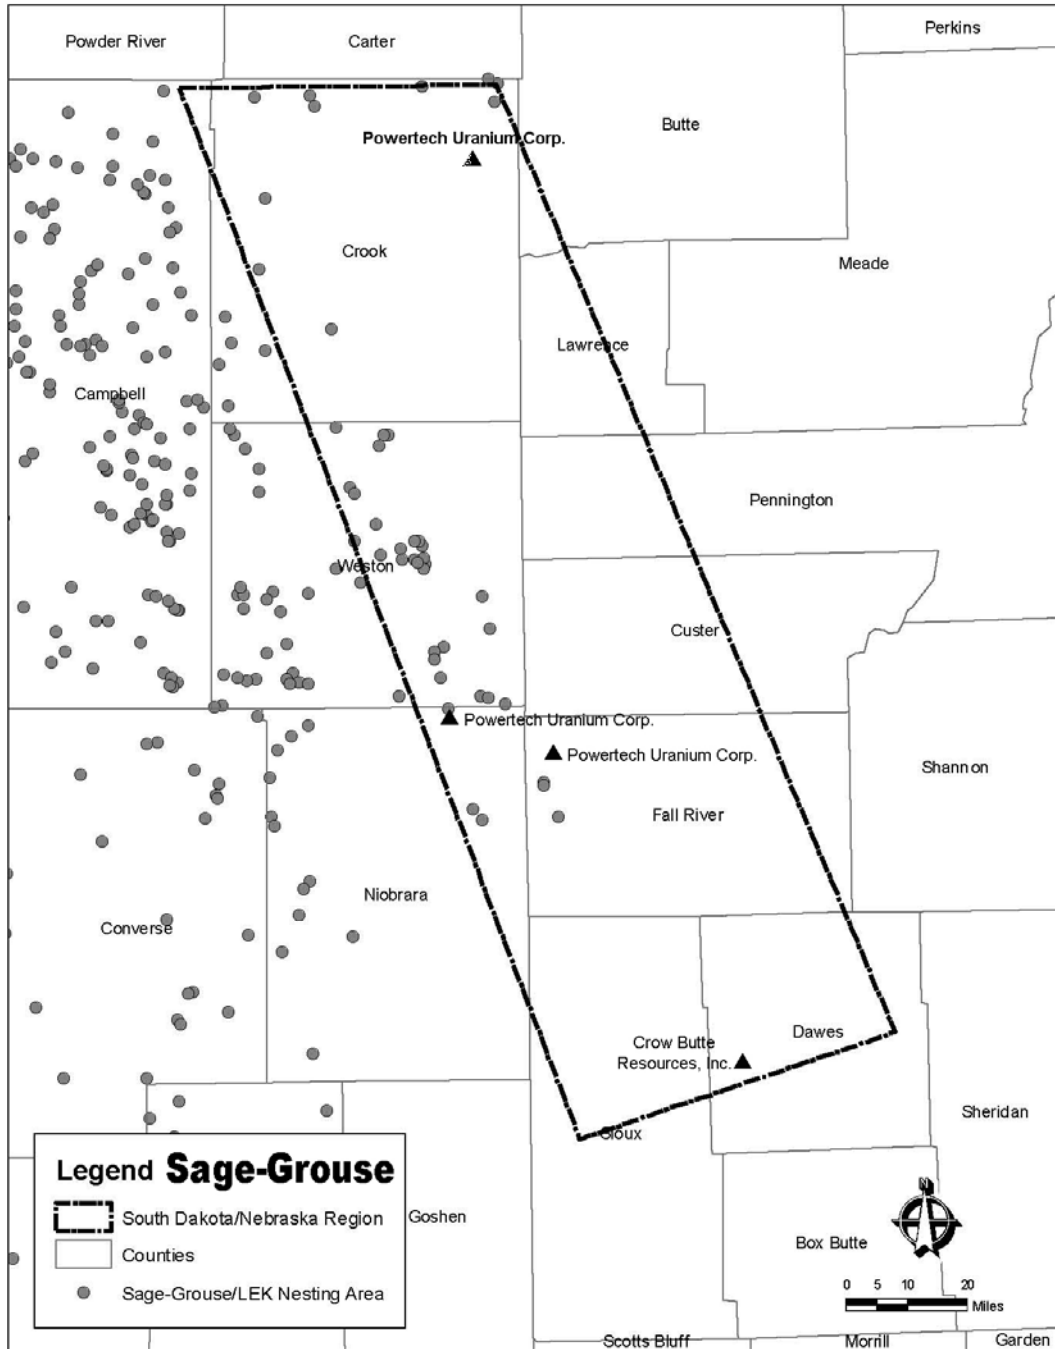 Powder River
Carter
Perkins
Powertech Uranium Corp.
Butte
Crook
Meade
Lawrence
Campbell
Pennington
Weston
Custer
Powertech Uranium Corp.
Powertech Uranium Corp.
Shannon
Fall River
Niobrara
Converse
Crow Butte
Resources, Inc.
Dawes
Sheridan
Sioux
Legend Sage-Grouse
South Dakota/Nebraska Region
Counties
Sage-Grouse/LEK Nesting Area
Goshen
N
Box Butte
0 5 10 20
Miles
Scotts Bluff
Morrill
Garden